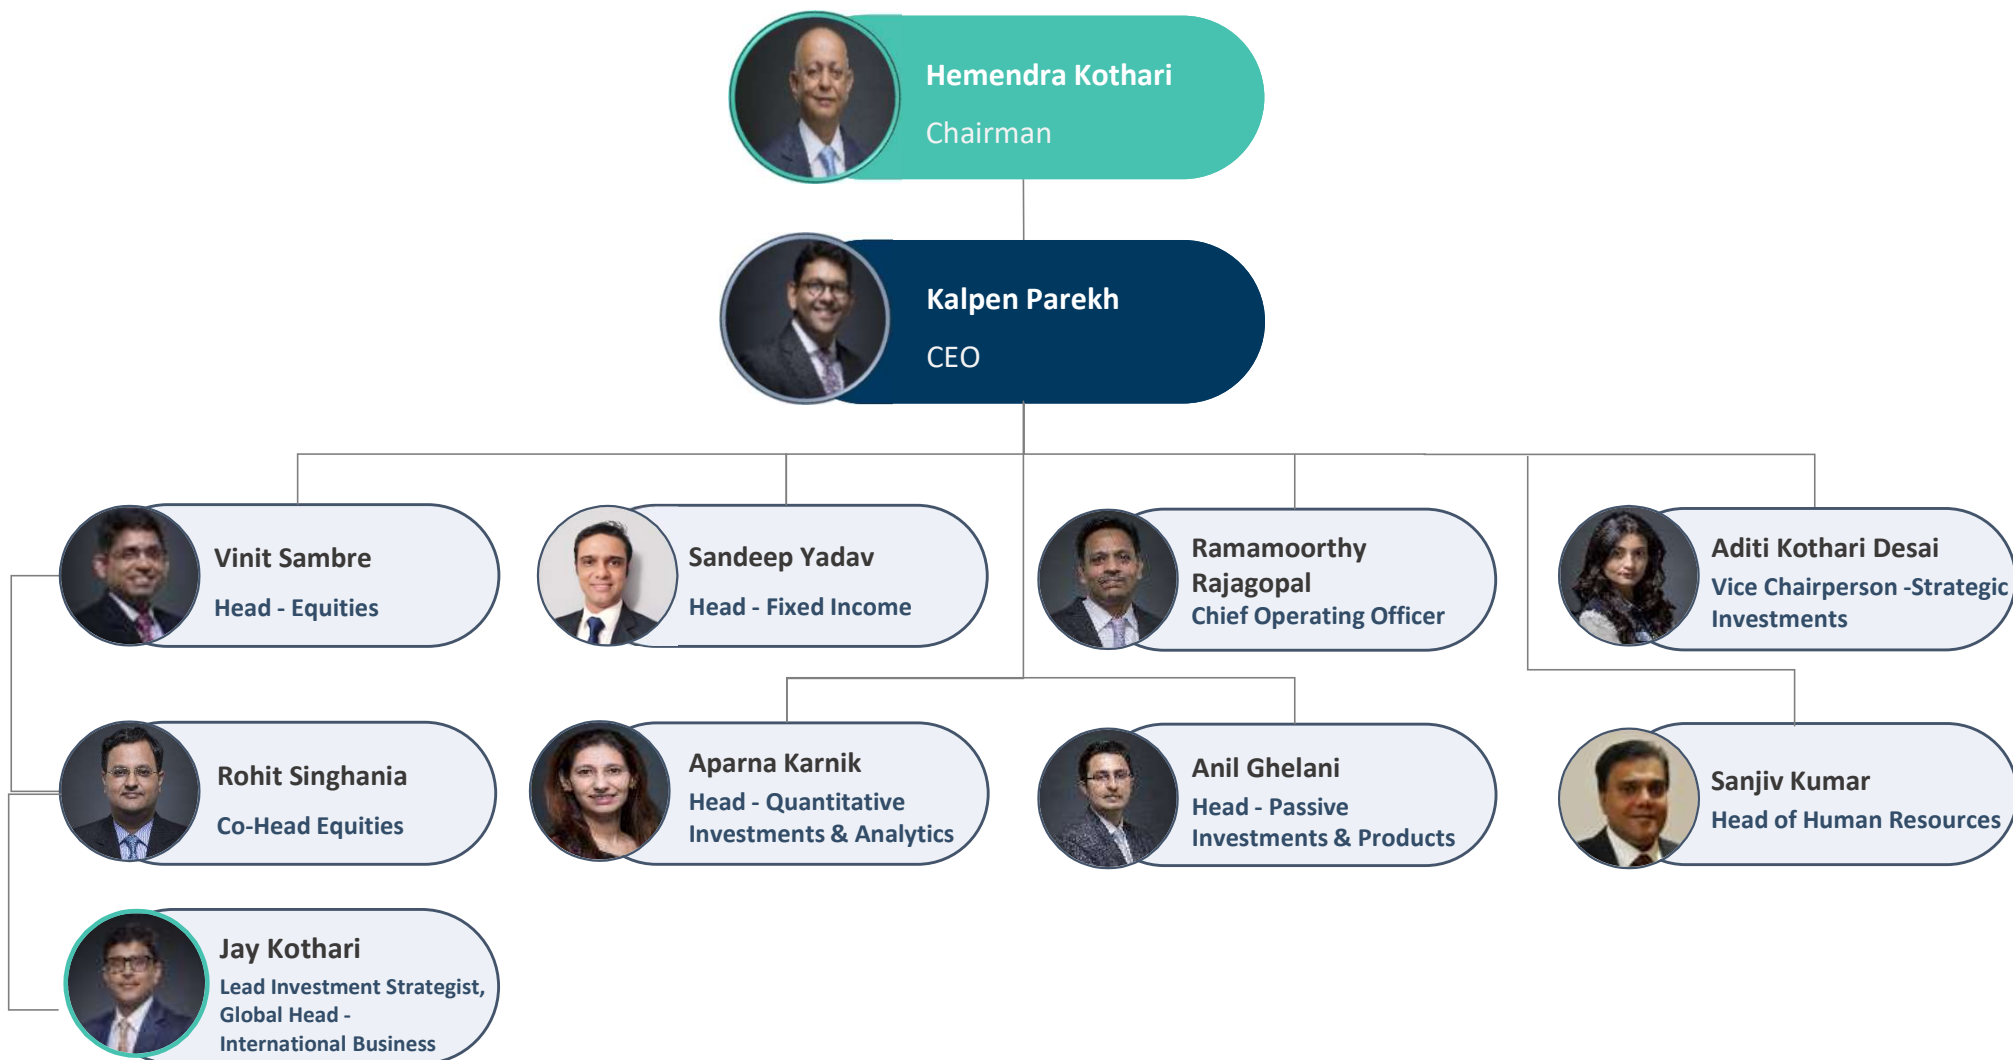 Hemendra Kothari
Chairman
Kalpen Parekh
CEO
Vinit Sambre
Head - Equities
Sandeep Yadav
Head - Fixed Income
Ramamoorthy
Rajagopal
Chief Operating Officer
Aditi Kothari Desai
Vice Chairperson -Strategic
Investments
Rohit Singhania
Co-Head Equities
Aparna Karnik
Head - Quantitative
Investments & Analytics
Anil Ghelani
Head - Passive
Investments & Products
Sanjiv Kumar
Head of Human Resources
Jay Kothari
Lead Investment Strategist,
Global Head -
International Business